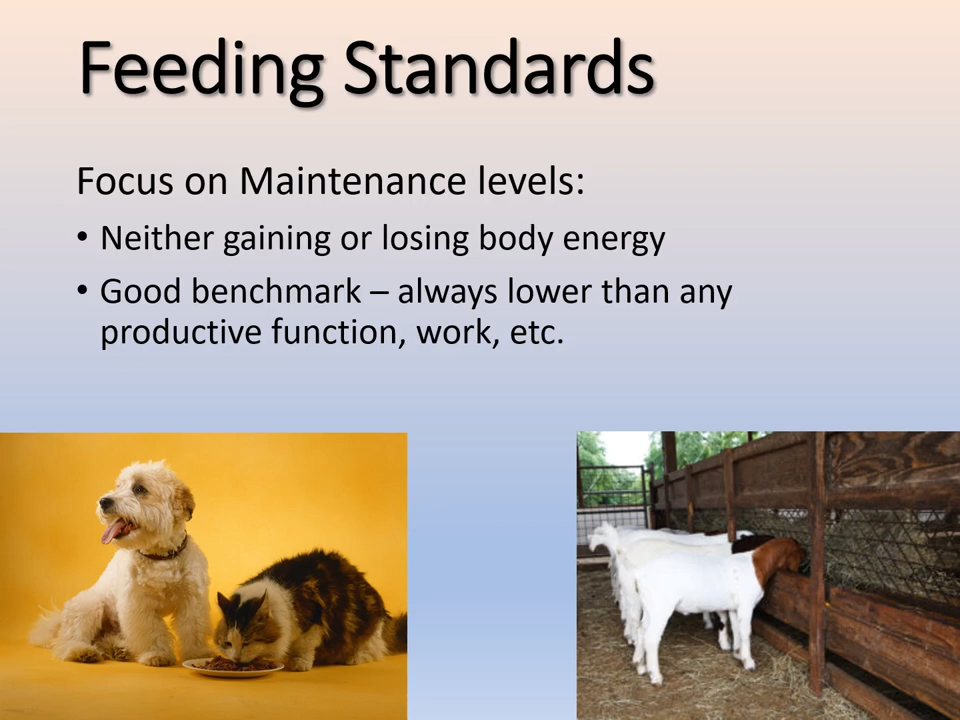 Feeding Standards
Focus on Maintenance levels:
• Neither gaining or losing body energy
• Good benchmark – always lower than any
productive function, work, etc.